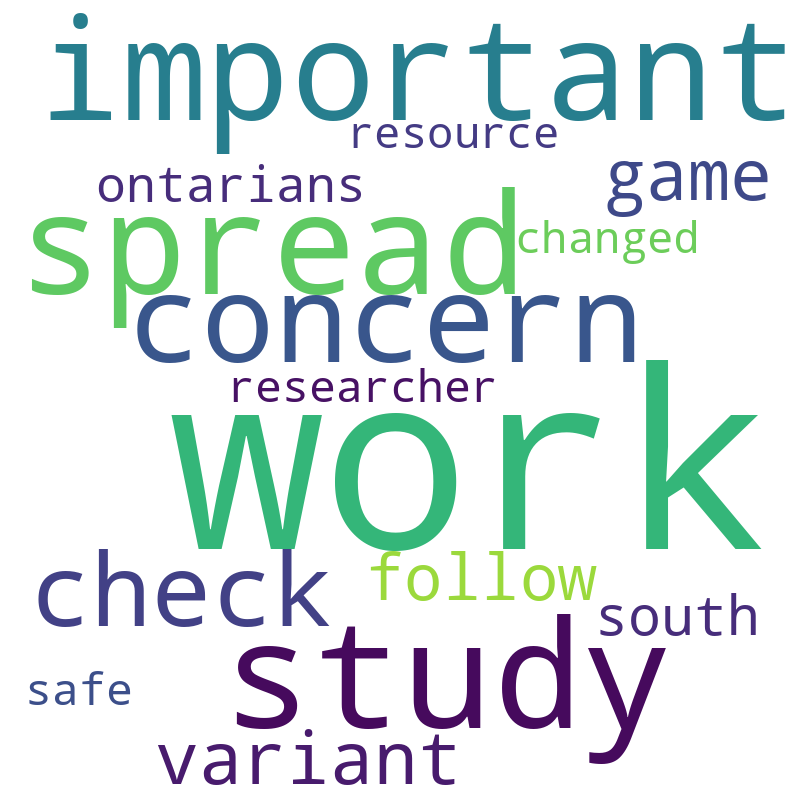 important
resource
ontarians
game
spread
changed
concern
researcher
work
check
follow
south
study
safe
variant